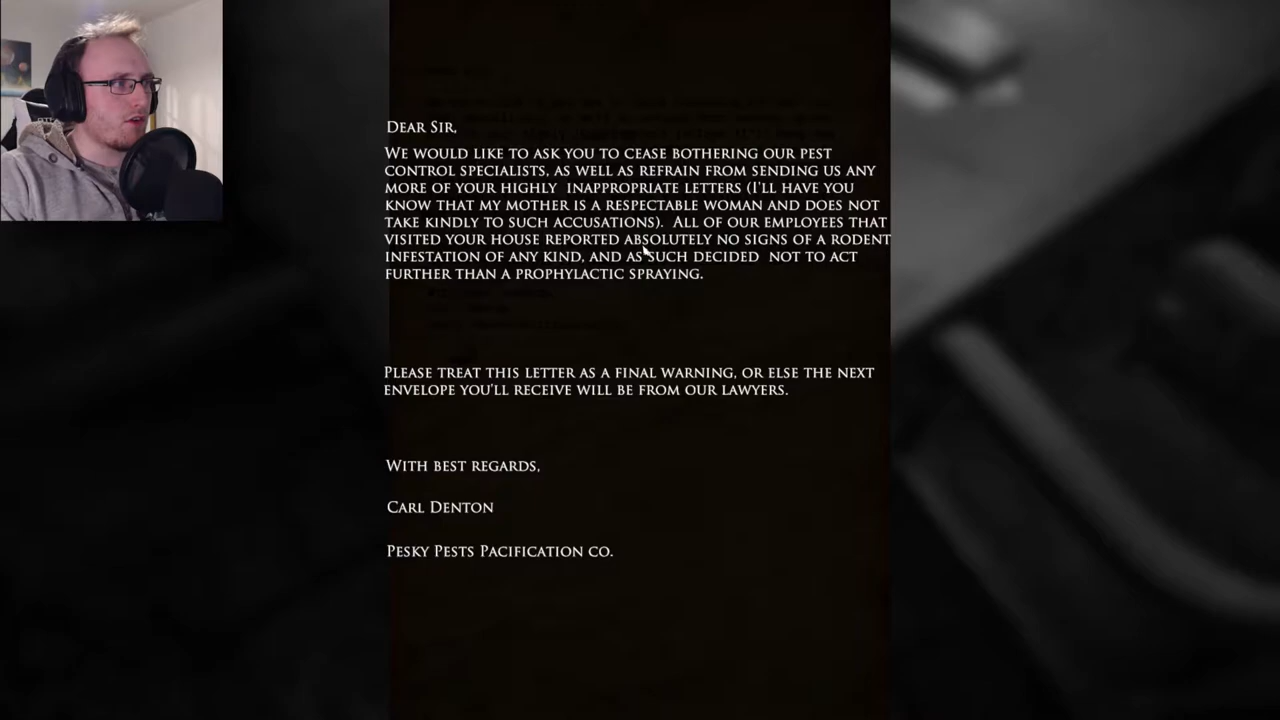 Dear Sir,
We would like to ask you to cease bothering our pest
control specialists, as well as refrain from sending us any
more of your highly  inappropriate letters (I'll have you
know that my mother is a respectable woman and does not
take kindly to such accusations).  All of our employees that
visited your house reported absolutely no signs of a rodent
infestation of any kind, and as such decided  not to act
further than a prophylactic spraying.
Please treat this letter as a final warning, or else the next
envelope you'll receive will be from our lawyers.
With best regards,
Carl Denton
Pesky Pests Pacification co.